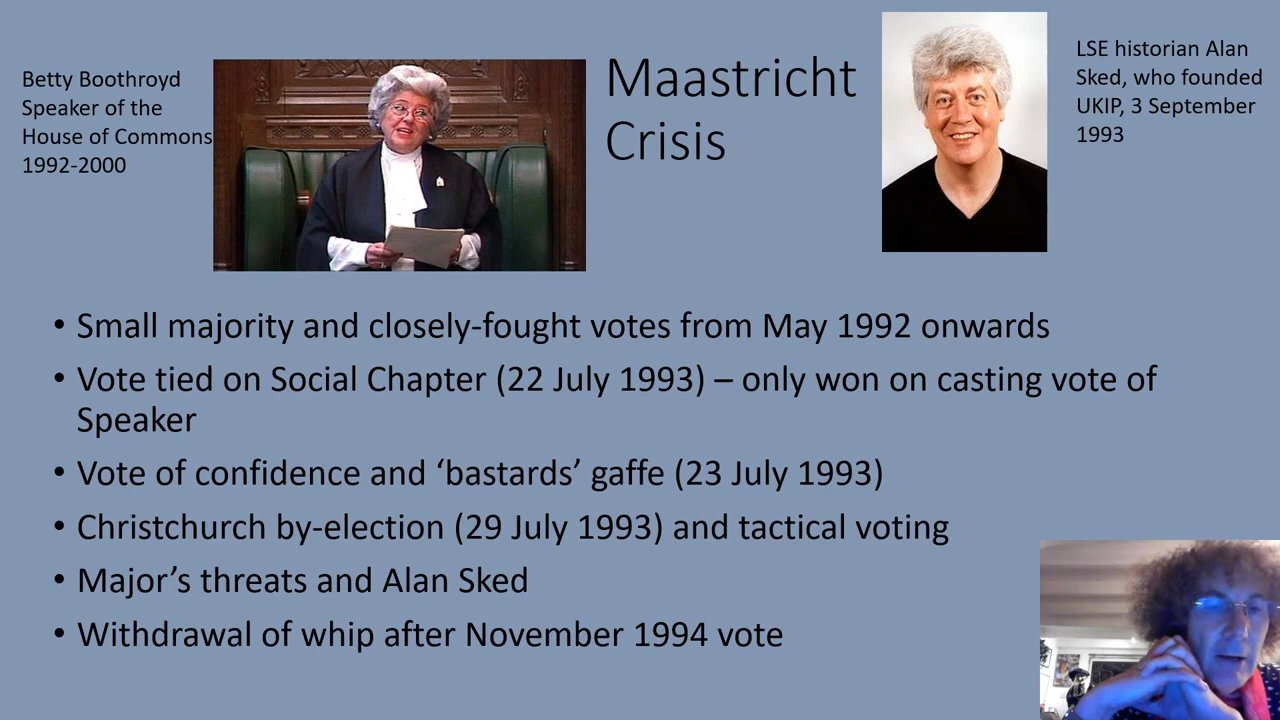 Betty Boothroyd
Speaker of the
House of Commons
1992-2000
Maastricht
Crisis
LSE historian Alan
Sked, who founded
UKIP, 3 September
1993
• Small majority and closely-fought votes from May 1992 onwards
• Vote tied on Social Chapter (22 July 1993) – only won on casting vote of
Speaker
• Vote of confidence and ‘bastards’ gaffe (23 July 1993)
• Christchurch by-election (29 July 1993) and tactical voting
• Major’s threats and Alan Sked
• Withdrawal of whip after November 1994 vote